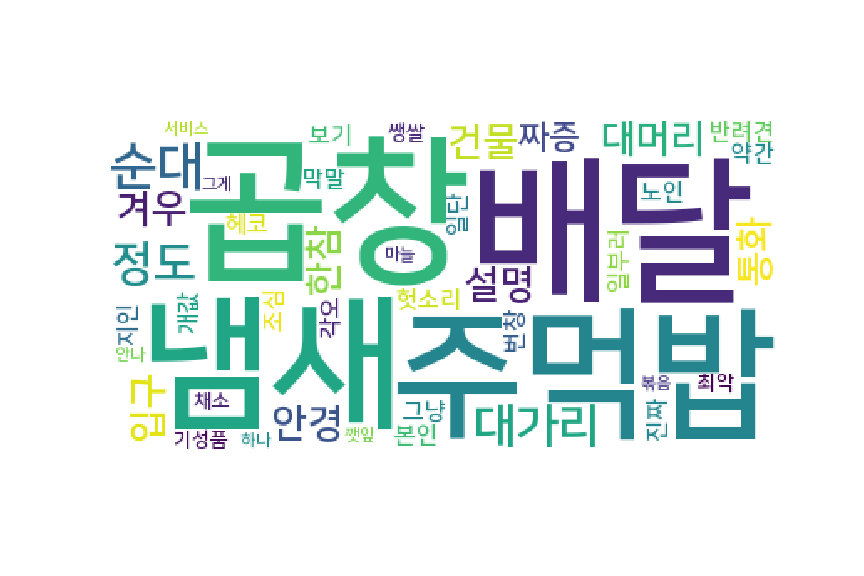 서비스
보기
쌩쌀
건물
짜증
대머리
반려견
약간
순대
그게
막말
곱창
배달
노인
겨우
헤코
일단
정도
한참
마늘
설명
일부러
통화
지인
개값
조심
각오
헛소리
번창
안나
냄새
주먹밥
입구
채소
볶음
최악
안경
그냥
대가리
진짜
기성품
하나
깻잎
본인